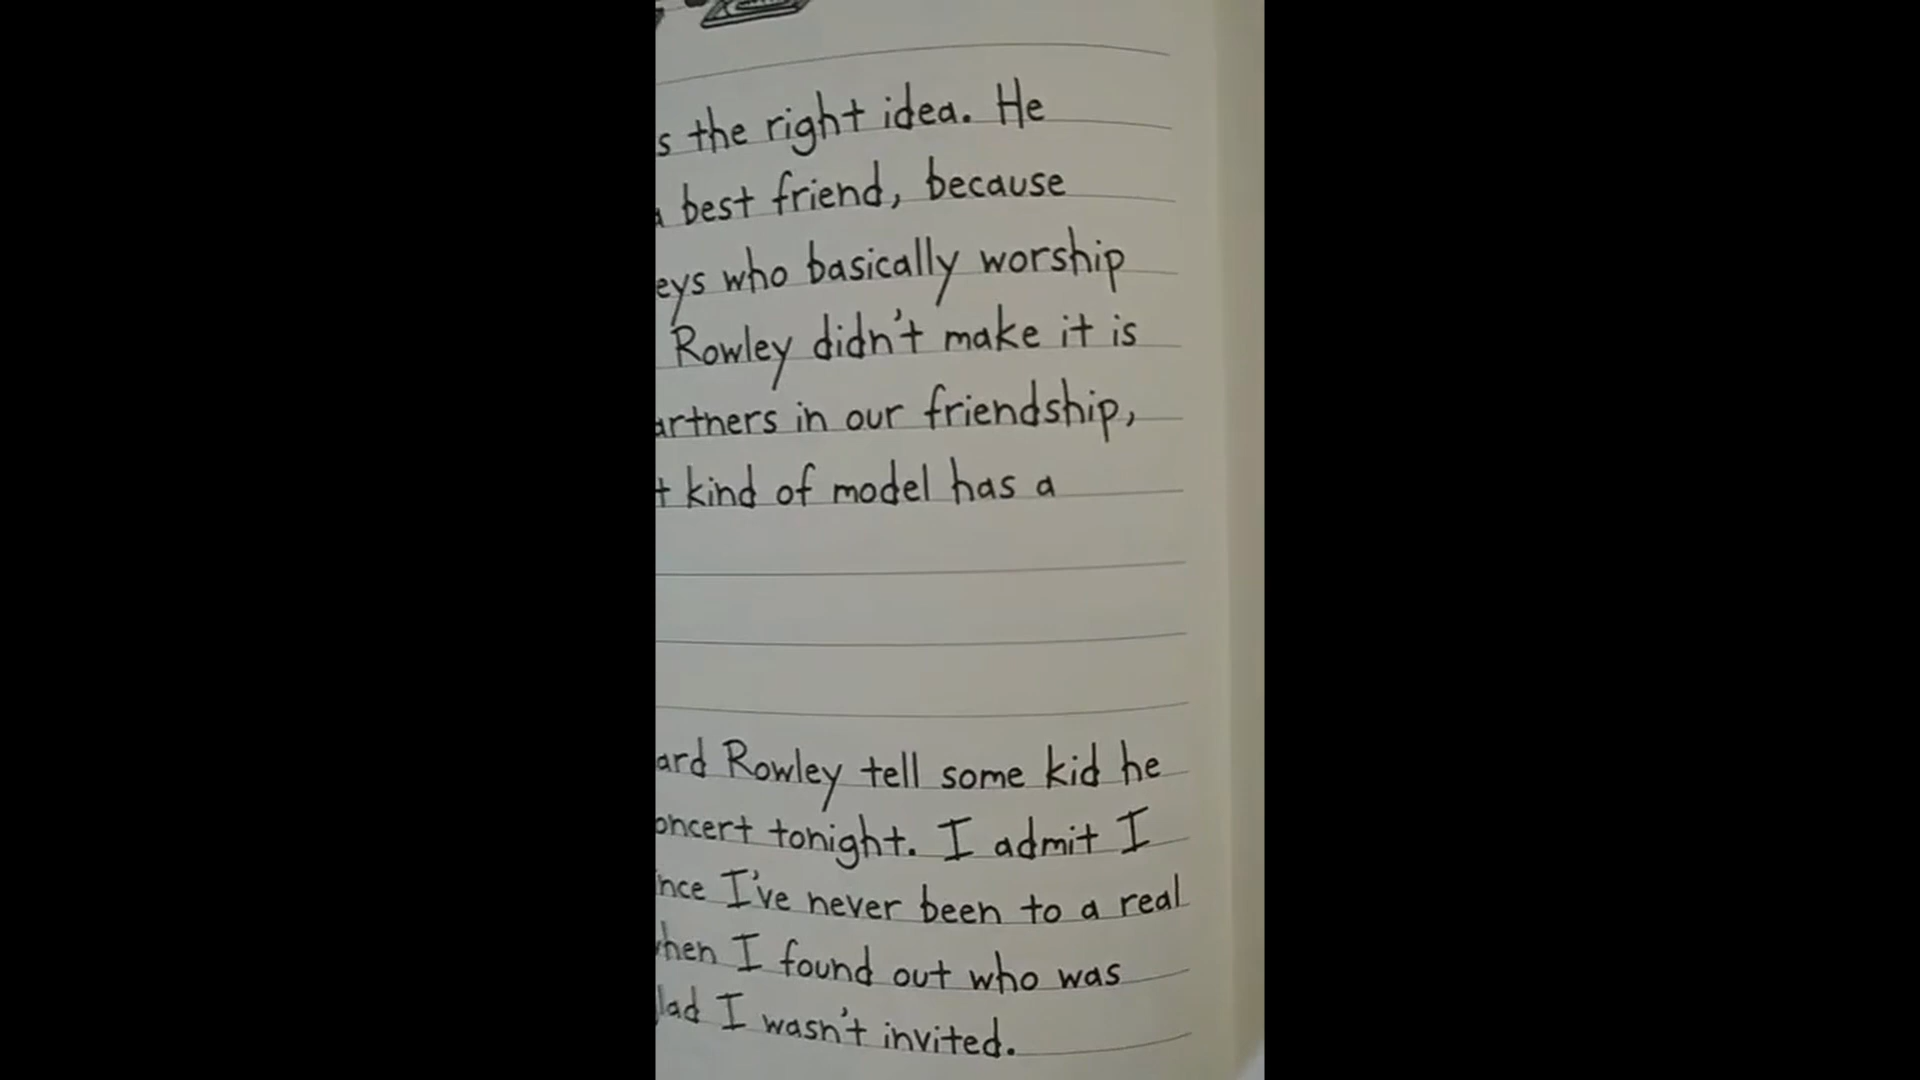 s the right idea. He
best friend, because
eys who basically worship
Rowley didn't make it is
artners in our friendship,
t kind of model has a
ard Rowley tell some kid he
oncert tonight. I admit I
nce I've never been to a real
hen I found out who was
lad I wasn't invited.